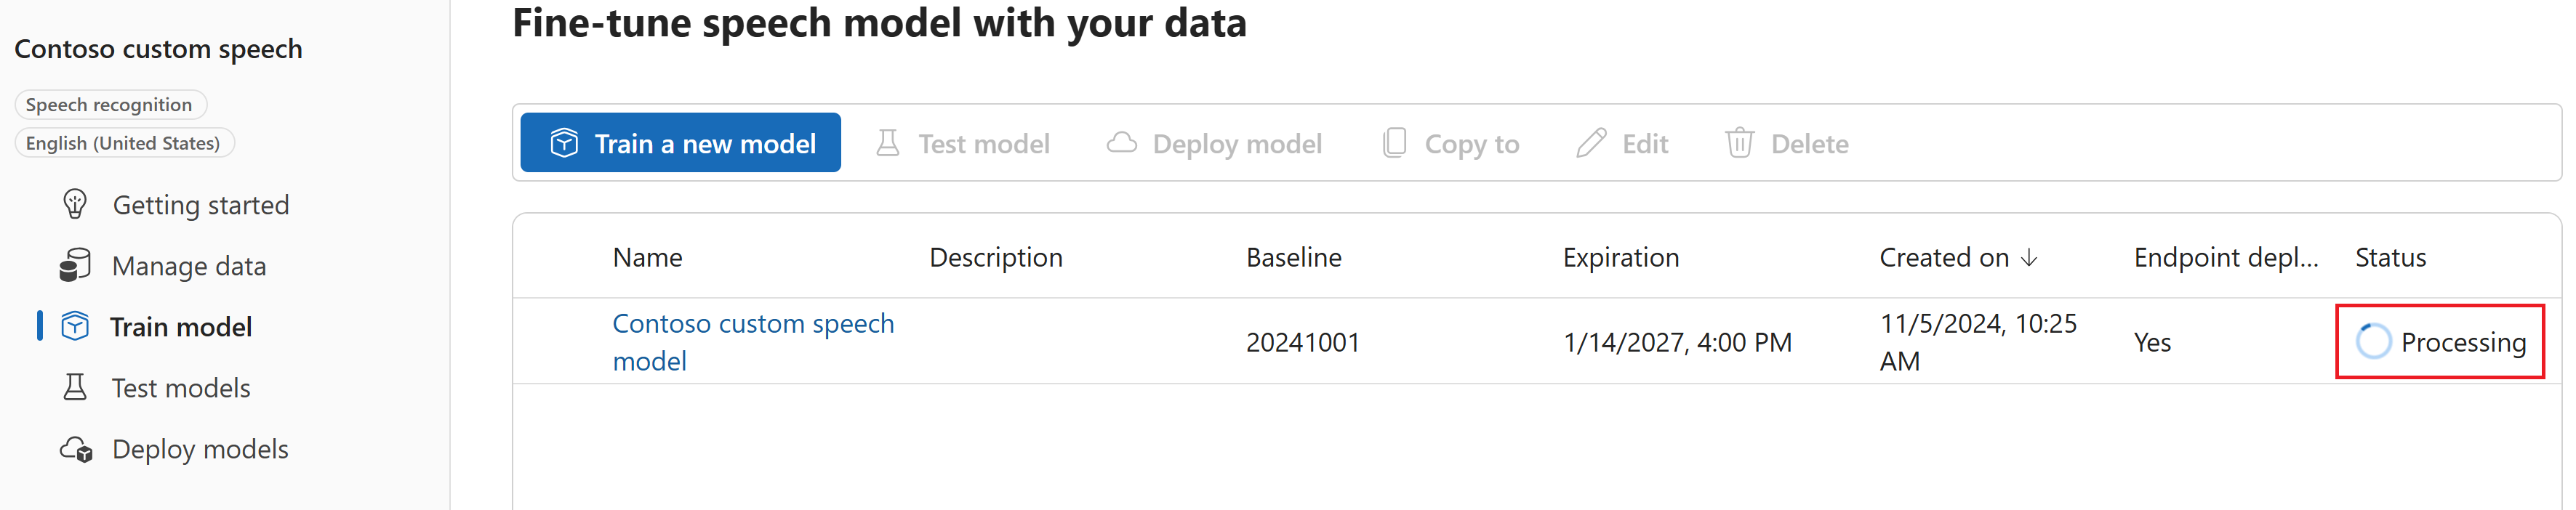 Contoso custom speech
Speech recognition
English (United States)
Getting started
Manage data
Train model
Test models
Deploy models
Fine-tune speech model with your data
Train a new model Test model Deploy model Copy to Edit Delete
Name Description Baseline Expiration Created on Endpoint depl... Status
Contoso custom speech
model 20241001 1/14/2027, 4:00 PM 11/5/2024, 10:25
AM Yes Processing